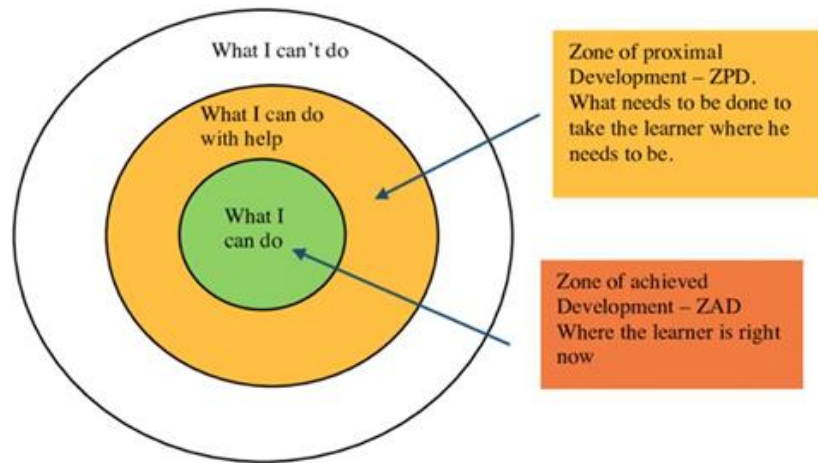 What I can't do
What I can do
with help
What I
can do
Zone of proximal
Development – ZPD.
What needs to be done to
take the learner where he
needs to be.
Zone of achieved
Development – ZAD
Where the learner is right
now